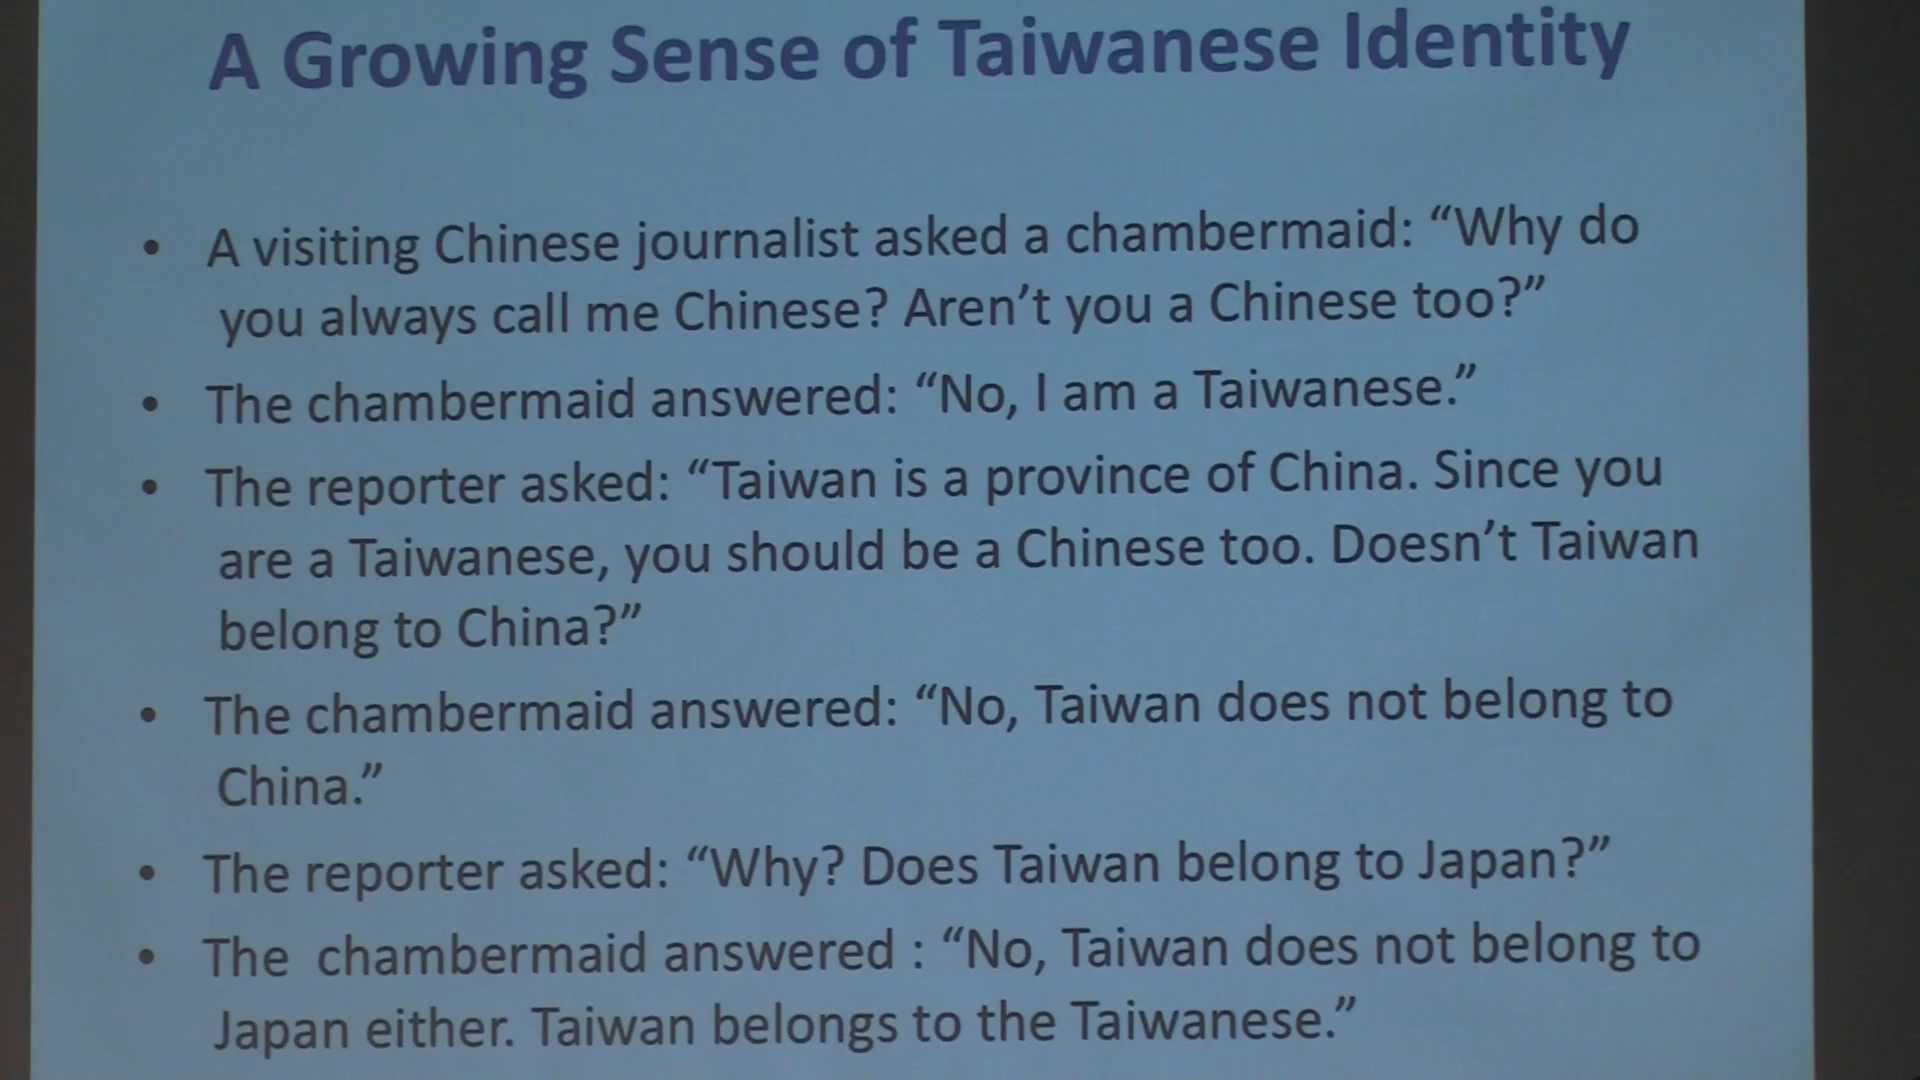 A Growing Sense of Taiwanese Identity
• A visiting Chinese journalist asked a chambermaid: “Why do
you always call me Chinese? Aren’t you a Chinese too?”
• The chambermaid answered: “No, I am a Taiwanese.”
• The reporter asked: “Taiwan is a province of China. Since you
are a Taiwanese, you should be a Chinese too. Doesn’t Taiwan
belong to China?”
• The chambermaid answered: “No, Taiwan does not belong to
China.”
• The reporter asked: “Why? Does Taiwan belong to Japan?”
• The chambermaid answered : “No, Taiwan does not belong to
Japan either. Taiwan belongs to the Taiwanese.”